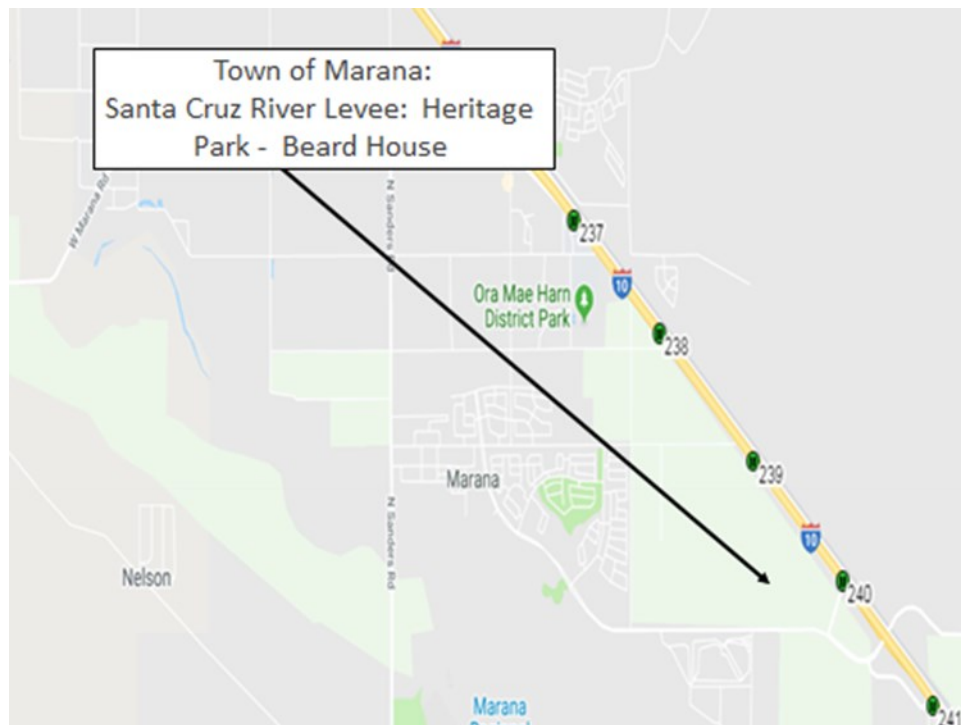 Town of Marana:
Santa Cruz River Levee: Heritage
Park - Beard House
W Marana Rd
N Sanders Rd
237
10
Ora Mae Harn
District Park
238
239
Marana
N Sanders Rd
10
Nelson
240
Marana
241